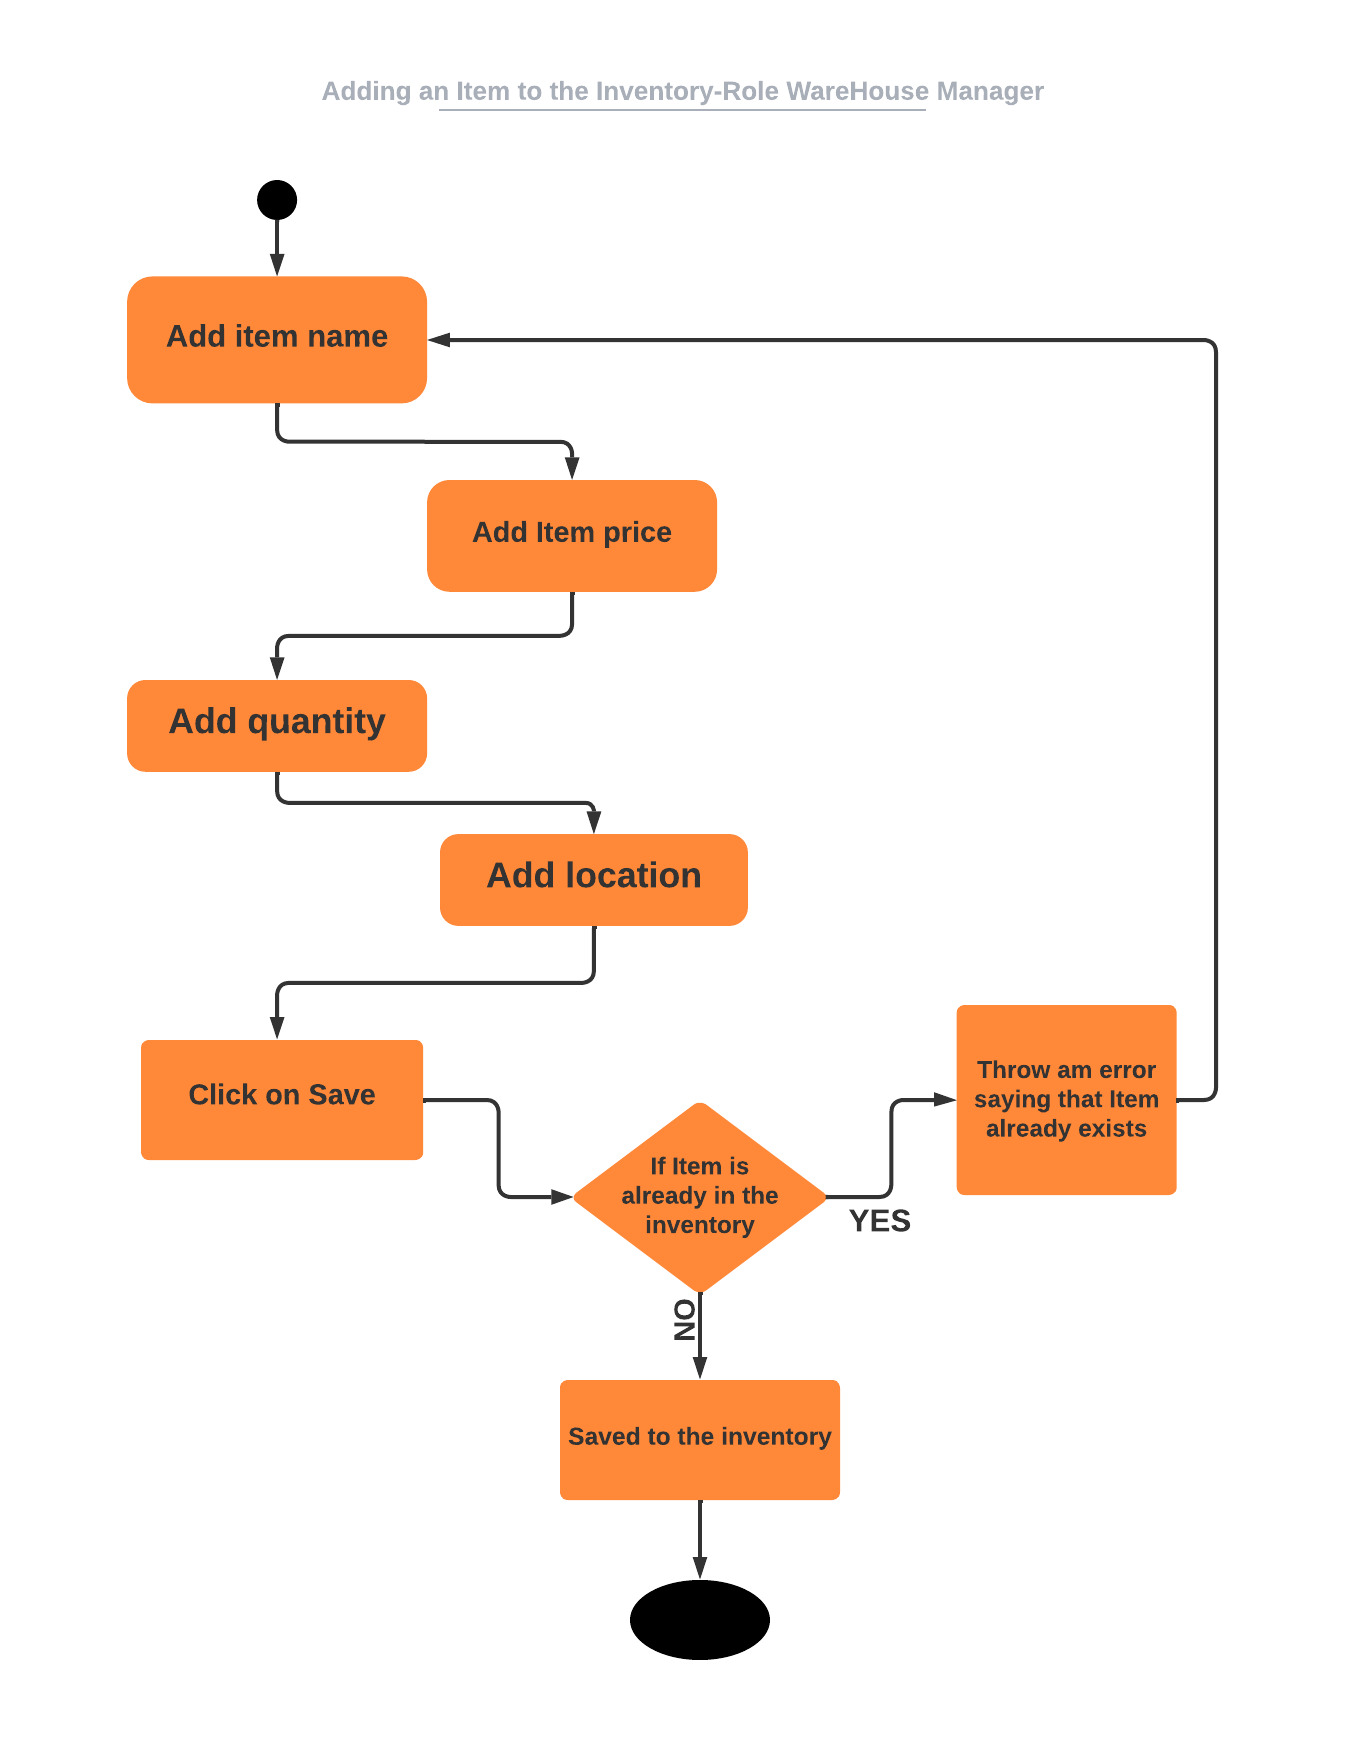 Adding an Item to the Inventory-Role WareHouse Manager
Add item name
Add Item price
Add quantity
Add location
Click on Save
If Item is
already in the
inventory
YES
Throw am error
saying that Item
already exists
NO
Saved to the inventory